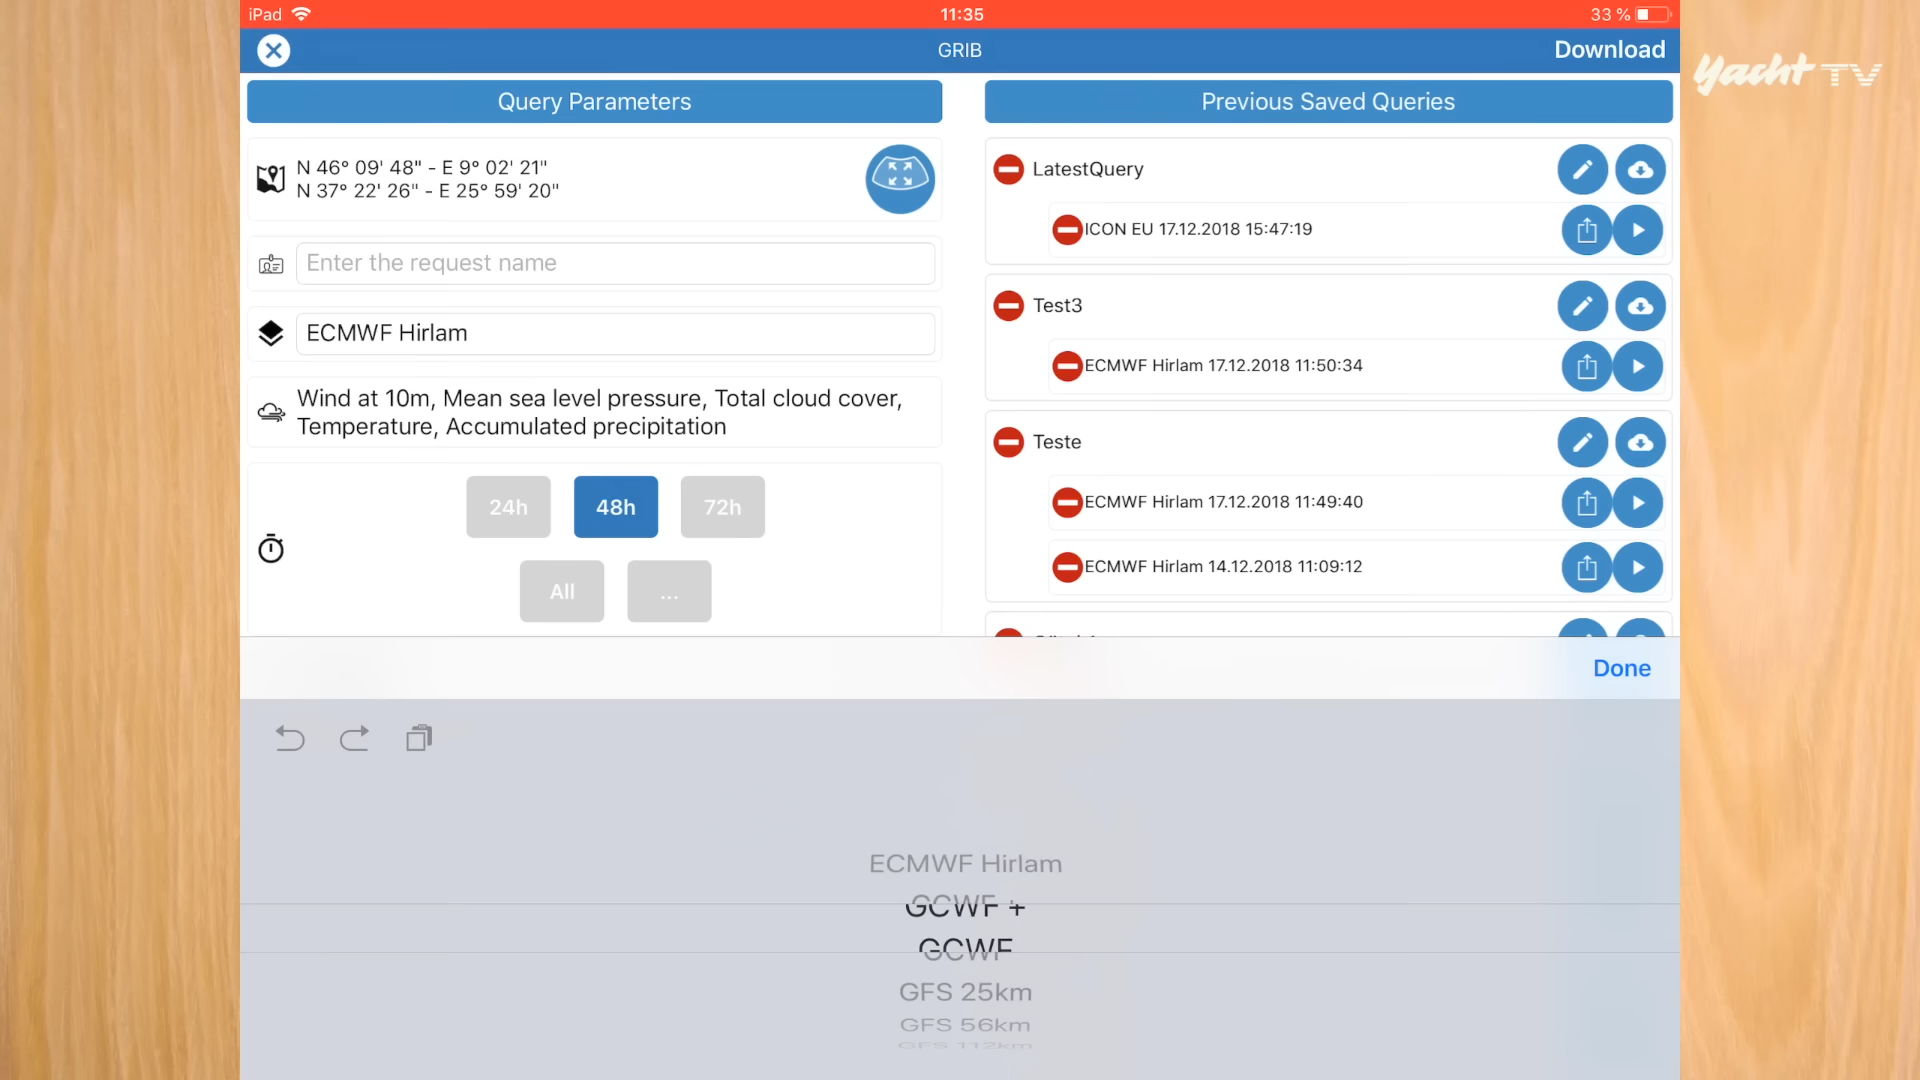 iPad
11:35
33 %
GRIB
Download
Yacht TV
Query Parameters
N 46° 09' 48" - E 9° 02' 21"
N 37° 22' 26" - E 25° 59' 20"
Enter the request name
ECMWF Hirlam
Wind at 10m, Mean sea level pressure, Total cloud cover,
Temperature, Accumulated precipitation
24h
48h
72h
All
...
Previous Saved Queries
LatestQuery
ICON EU 17.12.2018 15:47:19
Test3
ECMWF Hirlam 17.12.2018 11:50:34
Teste
ECMWF Hirlam 17.12.2018 11:49:40
ECMWF Hirlam 14.12.2018 11:09:12
Done
ECMWF Hirlam
GCWF +
GCWF
GFS 25km
GFS 56km
GFS 112km